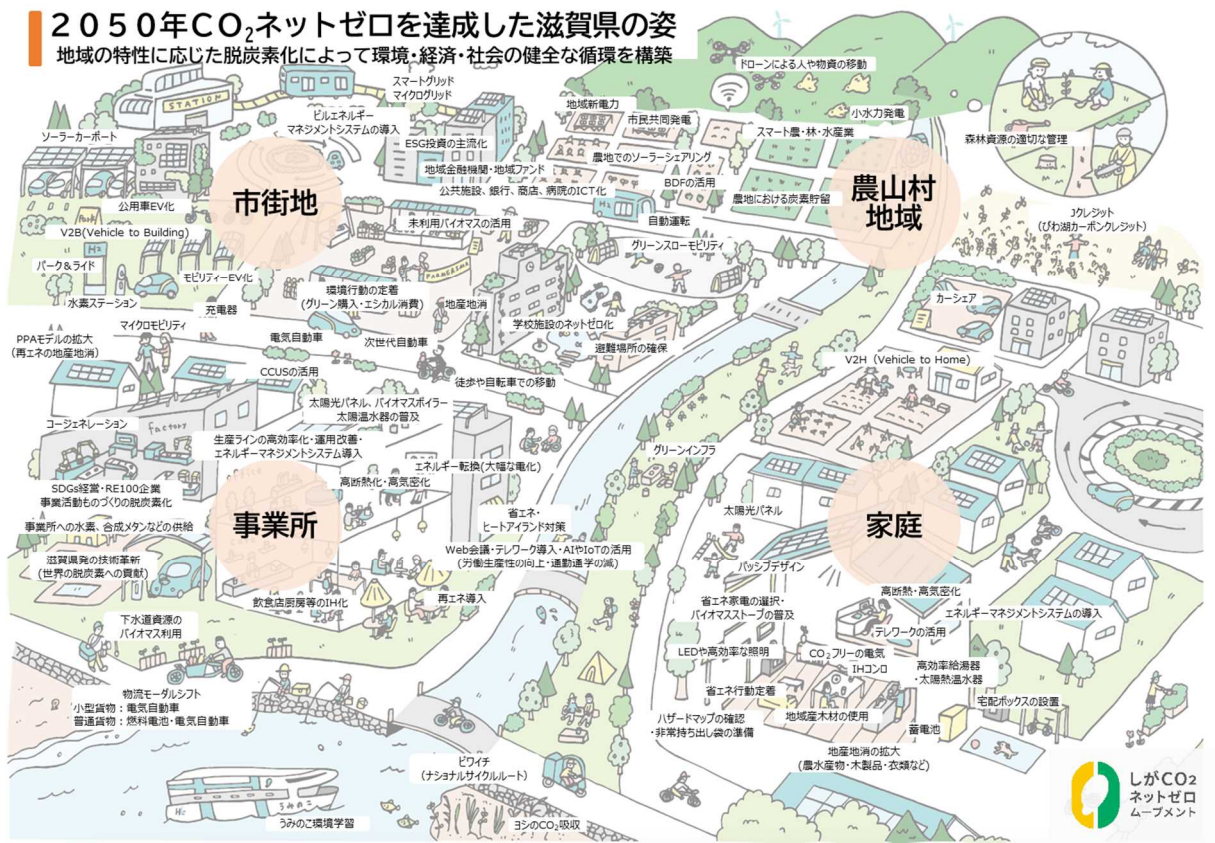 2050年CO₂ネットゼロを達成した滋賀県の姿
地域の特性に応じた脱炭素化によって環境・経済・社会の健全な循環を構築
STATION
スマートグリッド
マイクログリッド
ドローンによる人や物資の移動
ビルエネルギー
マネジメントシステムの導入
地域新電力
市民共同発電
小水力発電
スマート農・林・水産業
森林資源の適切な管理
ソーラーカーポート
ESG投資の主流化
地域金融機関・地域ファンド
農地でのソーラーシェアリング
公共施設、銀行、商店、病院のICT化
BDFの活用
農地における炭素貯留
市街地
農山村
地域
公用車EV化
Park
V2B(Vehicle to Building)
未利用バイオマスの活用
自動運転
Jクレジット
(びわ湖カーボンクレジット)
グリーンスローモビリティ
H₂
パーク&ライド
モビリティーEV化
環境行動の定着
(グリーン購入・エシカル消費)
カーシェア
水素ステーション
充電器
地産地消
マイクロモビリティ
電気自動車
次世代自動車
学校施設のネットゼロ化
避難場所の確保
PPAモデルの拡大
(再エネの地産地消)
CCUSの活用
V2H(Vehicle to Home)
徒歩や自転車での移動
太陽光パネル、バイオマスボイラー
太陽温水器の普及
コージェネレーション
Factory
生産ラインの高効率化・運用改善・
エネルギーマネジメントシステム導入
グリーンインフラ
エネルギー転換(大幅な電化)
高断熱化・高気密化
SDGs経営・RE100企業
事業活動ものづくりの脱炭素化
太陽光パネル
事業所
家庭
事業所への水素、合成メタンなどの供給
省エネ・
ヒートアイランド対策
滋賀県発の技術革新
(世界の脱炭素への貢献)
Web会議・テレワーク導入・AIやIoTの活用
(労働生産性の向上・通勤通学の減)
パッシブデザイン
高断熱・高気密化
飲食店厨房等のIH化
再エネ導入
省エネ家電の選択・
バイオマスストーブの普及
エネルギーマネジメントシステムの導入
下水道資源の
バイオマス利用
テレワークの活用
LEDや高効率な照明
CO₂フリーの電気
IHコンロ
高効率給湯器
・太陽熱温水器
物流モーダルシフト
小型貨物:電気自動車
普通貨物:燃料電池・電気自動車
省エネ行動定着
宅配ボックスの設置
ハザードマップの確認
・非常持ち出し袋の準備
地域産木材の使用
蓄電池
地産地消の拡大
(農水産物・木製品・衣類など)
ビワイチ
(ナショナルサイクルルート)
うみのこ
H₂
うみのこ環境学習
ヨシのCO₂吸収
しがCO₂
ネットゼロ
ムーブメント